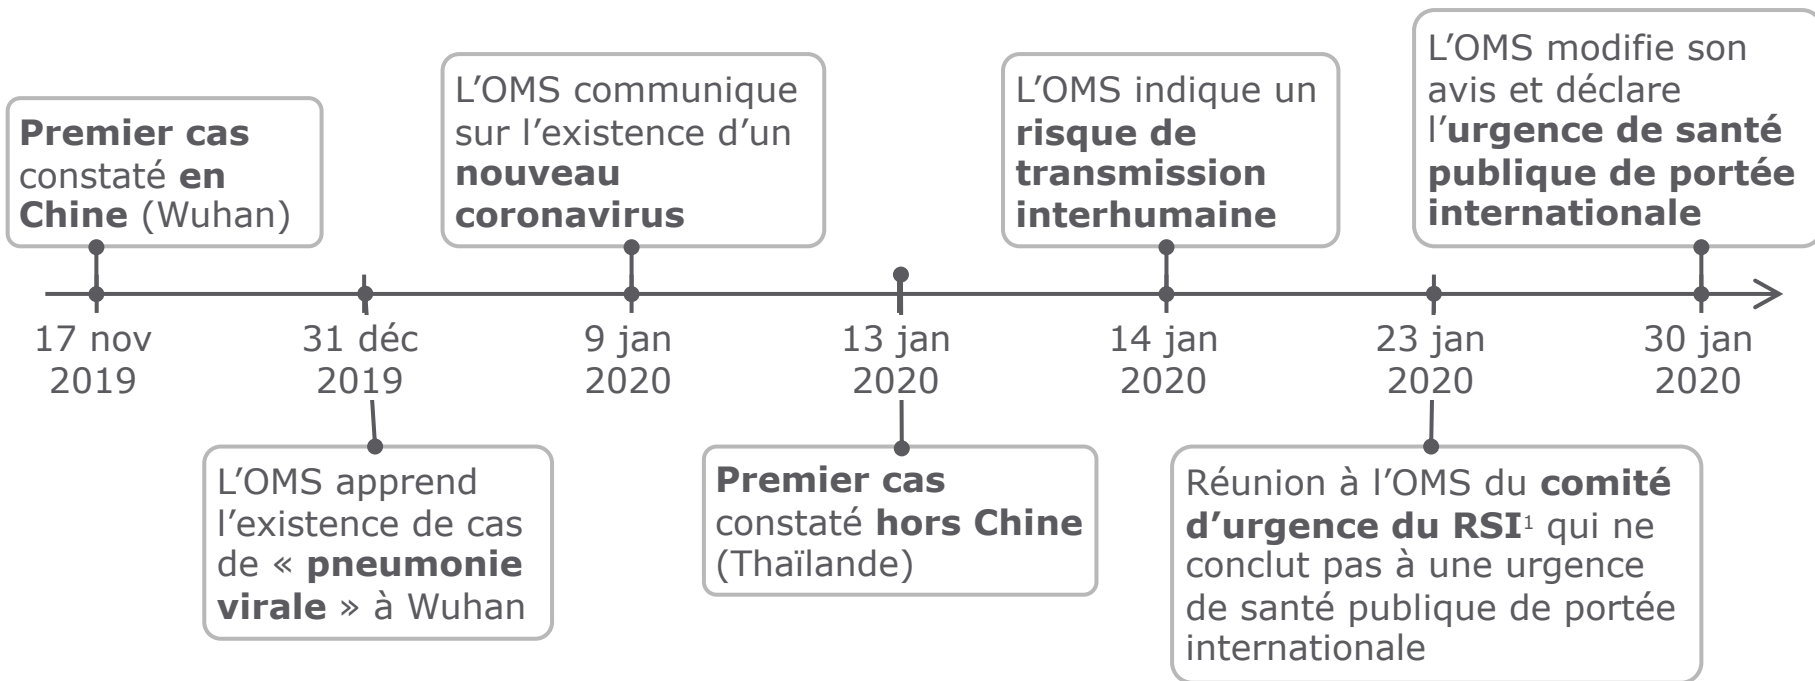 Premier cas
constaté en
Chine (Wuhan)
L’OMS communique
sur l’existence d’un
nouveau
coronavirus
L’OMS indique un
risque de
transmission
interhumaine
L’OMS modifie son
avis et déclare
l’urgence de santé
publique de portée
internationale
17 nov
2019
31 déc
2019
9 jan
2020
13 jan
2020
14 jan
2020
23 jan
2020
30 jan
2020
L’OMS apprend
l’existence de cas
de « pneumonie
virale » à Wuhan
Premier cas
constaté hors Chine
(Thaïlande)
Réunion à l’OMS du comité
d’urgence du RSI¹ qui ne
conclut pas à une urgence
de santé publique de portée
internationale